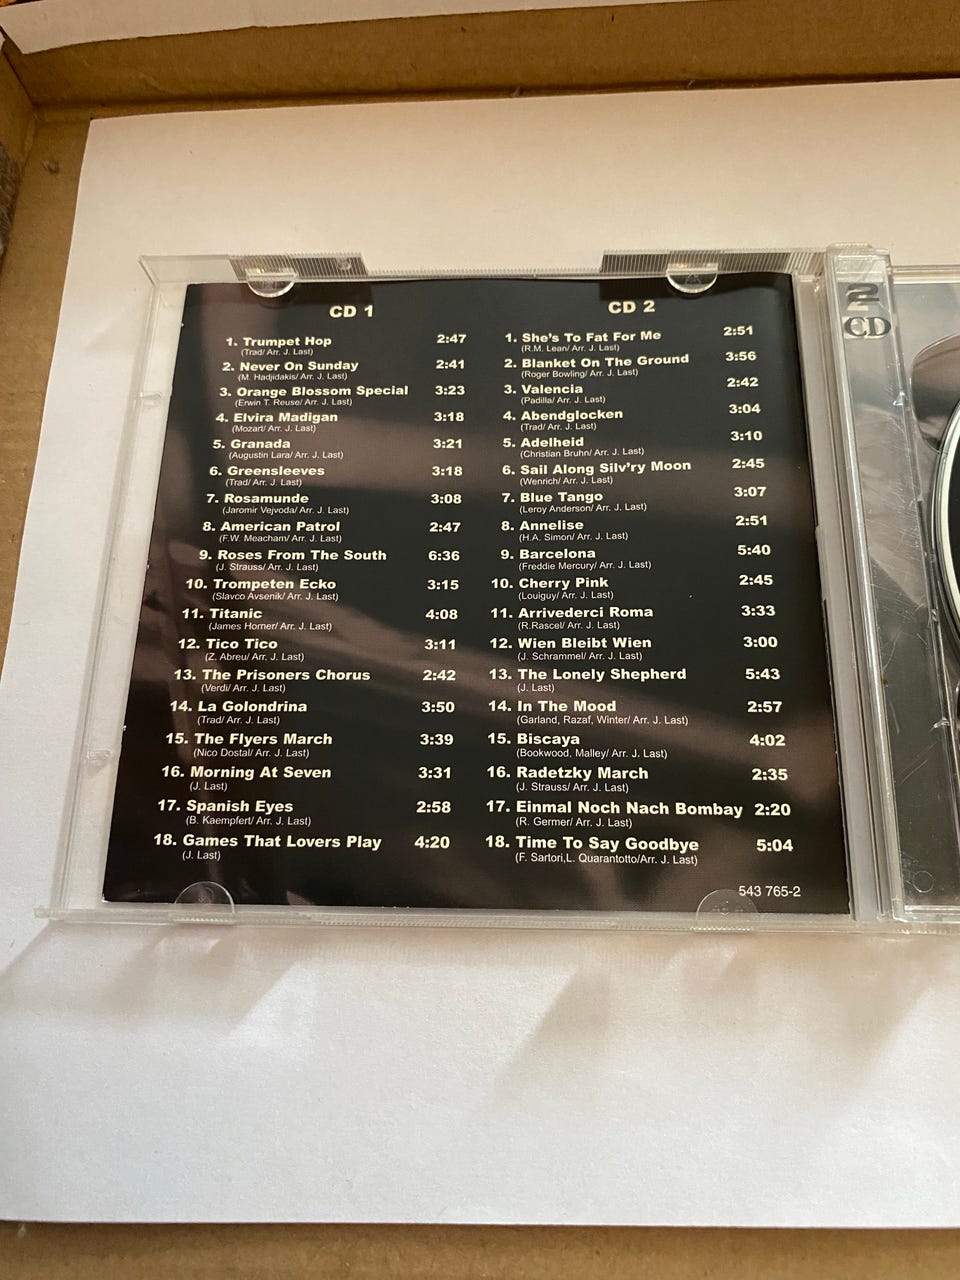 CD 1
1. Trumpet Hop 2:47
(Trad/ Arr. J. Last)
2. Never On Sunday 2:41
(M. Hadjidakis/ Arr. J. Last)
3. Orange Blossom Special 3:23
(Erwin T. Reuse/ Arr. J. Last)
4. Elvira Madigan 3:18
(Mozart/ Arr. J. Last)
5. Granada 3:21
(Augustin Lara/ Arr. J. Last)
6. Greensleeves 3:18
(Trad/ Arr. J. Last)
7. Rosamunde 3:08
(Jaromir Vejvoda/ Arr. J. Last)
8. American Patrol 2:47
(F.W. Meacham/ Arr. J. Last)
9. Roses From The South 6:36
(J. Strauss/ Arr. J. Last)
10. Trompeten Ecko 3:15
(Slavco Avsenik/ Arr. J. Last)
11. Titanic 4:08
(James Horner/ Arr. J. Last)
12. Tico Tico 3:11
(Z. Abreu/ Arr. J. Last)
13. The Prisoners Chorus 2:42
(Verdi/ Arr. J. Last)
14. La Golondrina 3:50
(Trad/ Arr. J. Last)
15. The Flyers March 3:39
(Nico Dostal/ Arr. J. Last)
16. Morning At Seven 3:31
(J. Last)
17. Spanish Eyes 2:58
(B. Kaempfert/ Arr. J. Last)
18. Games That Lovers Play 4:20
(J. Last)
CD 2
1. She's To Fat For Me 2:51
(R.M. Lean/ Arr. J. Last)
2. Blanket On The Ground 3:56
(Roger Bowling/ Arr. J. Last)
3. Valencia 2:42
(Padilla/ Arr. J. Last)
4. Abendglocken 3:04
(Trad/ Arr. J. Last)
5. Adelheid 3:10
(Christian Bruhn/ Arr. J. Last)
6. Sail Along Silv'ry Moon 2:45
(Wenrich/ Arr. J. Last)
7. Blue Tango 3:07
(Leroy Anderson/ Arr. J. Last)
8. Annelise 2:51
(H.A. Simon/ Arr. J. Last)
9. Barcelona 5:40
(Freddie Mercury/ Arr. J. Last)
10. Cherry Pink 2:45
(Louiguy/ Arr. J. Last)
11. Arrivederci Roma 3:33
(R.Rascel/ Arr. J. Last)
12. Wien Bleibt Wien 3:00
(J. Schrammel/ Arr. J. Last)
13. The Lonely Shepherd 5:43
(J. Last)
14. In The Mood 2:57
(Garland, Razaf, Winter/ Arr. J. Last)
15. Biscaya 4:02
(Bookwood, Malley/ Arr. J. Last)
16. Radetzky March 2:35
(J. Strauss/ Arr. J. Last)
17. Einmal Noch Nach Bombay 2:20
(R. Germer/ Arr. J. Last)
18. Time To Say Goodbye 5:04
(F. Sartori,L. Quarantotto/Arr. J. Last)
543 765-2
2
CD